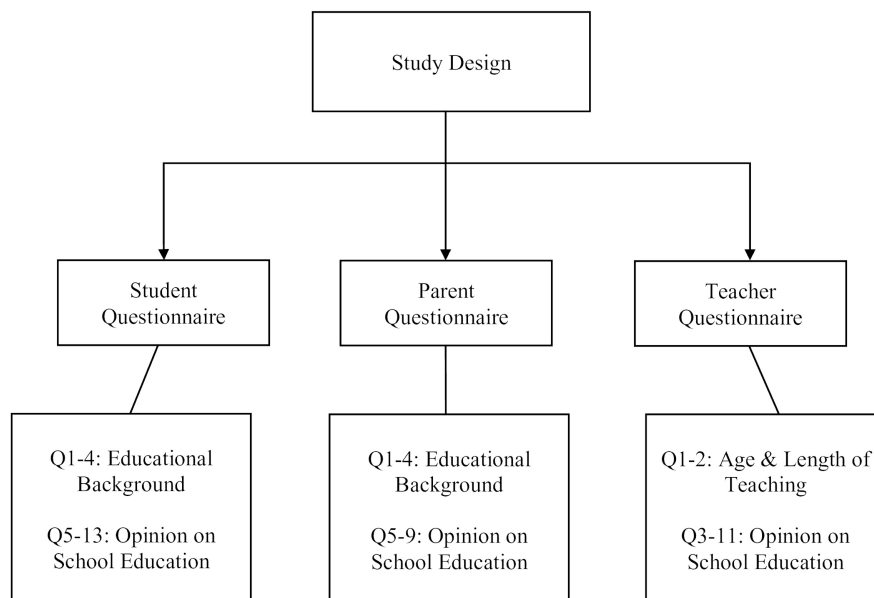 Study Design
Student
Questionnaire
Parent
Questionnaire
Teacher
Questionnaire
Q1-4: Educational
Background
Q5-13: Opinion on
School Education
Q1-4: Educational
Background
Q5-9: Opinion on
School Education
Q1-2: Age & Length of
Teaching
Q3-11: Opinion on
School Education